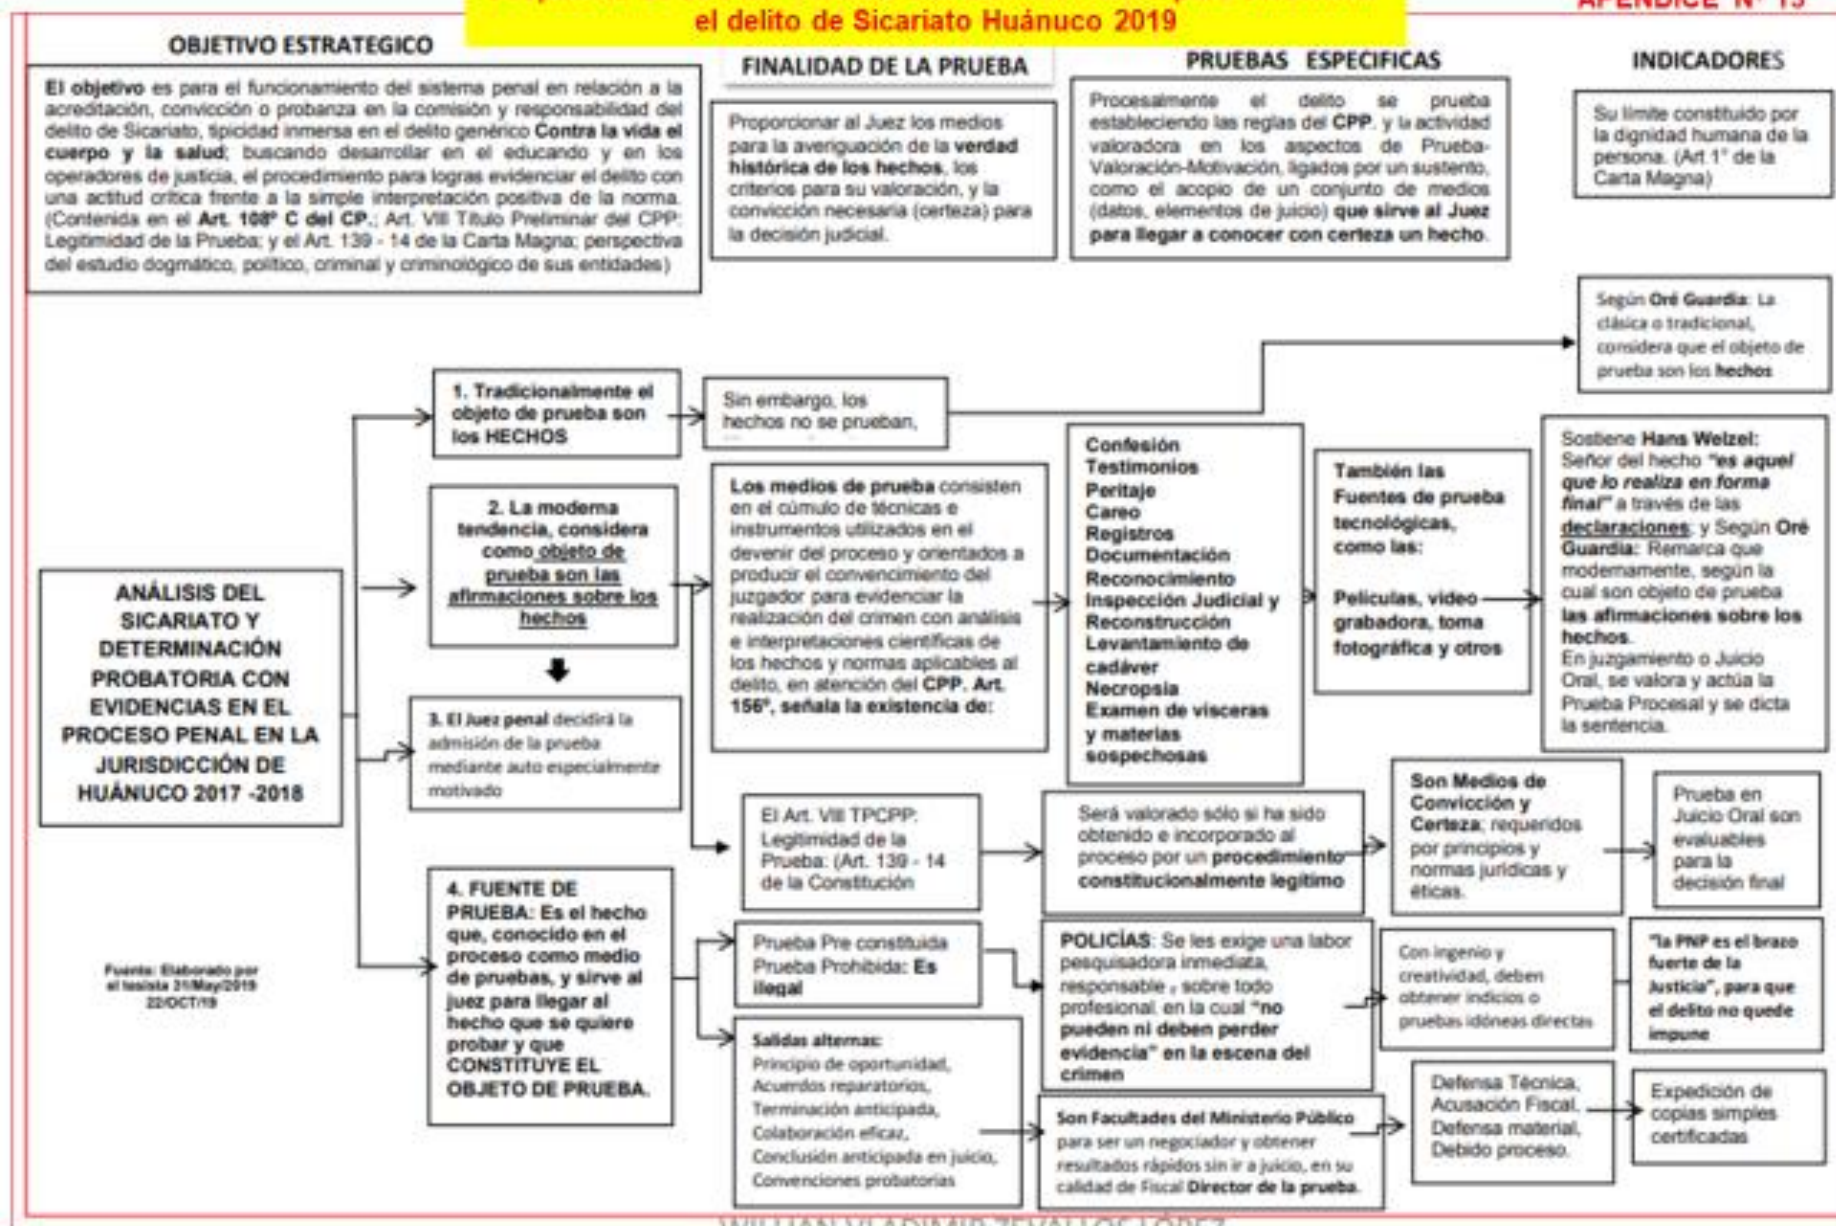 el delito de Sicariato Huánuco 2019
APÉNDICE N° 15
OBJETIVO ESTRATEGICO
El objetivo es para el funcionamiento del sistema penal en relación a la
acreditación, convicción o probanza en la comisión y responsabilidad del
delito de Sicariato, tipicidad inmersa en el delito genérico Contra la vida el
cuerpo y la salud; buscando desarrollar en el educando y en los
operadores de justicia, el procedimiento para logras evidenciar el delito con
una actitud crítica frente a la simple interpretación positiva de la norma.
(Contenida en el Art. 108º C del CP.; Art. VIII Título Preliminar del CPP:
Legitimidad de la Prueba; y el Art. 139 - 14 de la Carta Magna; perspectiva
del estudio dogmático, político, criminal y criminológico de sus entidades)
FINALIDAD DE LA PRUEBA
Proporcionar al Juez los medios
para la averiguación de la verdad
histórica de los hechos, los
criterios para su valoración, y la
convicción necesaria (certeza) para
la decisión judicial.
PRUEBAS ESPECIFICAS
Procesalmente el delito se prueba
estableciendo las reglas del CPP. y la actividad
valoradora en los aspectos de Prueba-
Valoración-Motivación, ligados por un sustento,
como el acopio de un conjunto de medios
(datos, elementos de juicio) que sirve al Juez
para llegar a conocer con certeza un hecho.
INDICADORES
Su límite constituido por
la dignidad humana de la
persona. (Art 1° de la
Carta Magna)
Según Oré Guardia: La
clásica o tradicional,
considera que el objeto de
prueba son los hechos
1. Tradicionalmente el
objeto de prueba son
los HECHOS
Sin embargo, los
hechos no se prueban,
2. La moderna
tendencia, considera
como objeto de
prueba son las
afirmaciones sobre los
hechos
Los medios de prueba consisten
en el cúmulo de técnicas e
instrumentos utilizados en el
devenir del proceso y orientados a
producir el convencimiento del
juzgador para evidenciar la
realización del crimen con análisis
e interpretaciones científicas de
los hechos y normas aplicables al
delito, en atención del CPP. Art.
156º, señala la existencia de:
Confesión
Testimonios
Peritaje
Careo
Registros
Documentación
Reconocimiento
Inspección Judicial y
Reconstrucción
Levantamiento de
cadáver
Necropsia
Examen de vísceras
y materias
sospechosas
También las
Fuentes de prueba
tecnológicas,
como las:
Películas, video
grabadora, toma
fotográfica y otros
Sostiene Hans Welzel:
Señor del hecho "es aquel
que lo realiza en forma
final" a través de las
declaraciones; y Según Oré
Guardia: Remarca que
modernamente, según la
cual son objeto de prueba
las afirmaciones sobre los
hechos.
En juzgamiento o Juicio
Oral, se valora y actúa la
Prueba Procesal y se dicta
la sentencia.
ANÁLISIS DEL
SICARIATO Y
DETERMINACIÓN
PROBATORIA CON
EVIDENCIAS EN EL
PROCESO PENAL EN LA
JURISDICCIÓN DE
HUÁNUCO 2017 -2018
3. El Juez penal decidirá la
admisión de la prueba
mediante auto especialmente
motivado
El Art. VIII TPCPP:
Legitimidad de la
Prueba: (Art. 139 - 14
de la Constitución
Será valorado sólo si ha sido
obtenido e incorporado al
proceso por un procedimiento
constitucionalmente legítimo
Son Medios de
Convicción y
Certeza; requeridos
por principios y
normas jurídicas y
éticas.
Prueba en
Juicio Oral son
evaluables
para la
decisión final
4. FUENTE DE
PRUEBA: Es el hecho
que, conocido en el
proceso como medio
de pruebas, y sirve al
juez para llegar al
hecho que se quiere
probar y que
CONSTITUYE EL
OBJETO DE PRUEBA.
Prueba Pre constituida
Prueba Prohibida: Es
ilegal
POLICÍAS: Se les exige una labor
pesquisadora inmediata,
responsable y sobre todo
profesional, en la cual "no
pueden ni deben perder
evidencia" en la escena del
crimen
Con ingenio y
creatividad, deben
obtener indicios o
pruebas idóneas directas
"la PNP es el brazo
fuerte de la
Justicia", para que
el delito no quede
impune
Salidas alternas:
Principio de oportunidad,
Acuerdos reparatorios,
Terminación anticipada,
Colaboración eficaz,
Conclusión anticipada en juicio,
Convenciones probatorias
Son Facultades del Ministerio Público
para ser un negociador y obtener
resultados rápidos sin ir a juicio, en su
calidad de Fiscal Director de la prueba.
Defensa Técnica,
Acusación Fiscal.
Defensa material,
Debido proceso.
Expedición de
copias simples
certificadas
Fuente: Elaborado por
el tesista 31/May/2019
22/OCT/19
WILLIAN VLADIMIR ZEVALLOS LÓPEZ